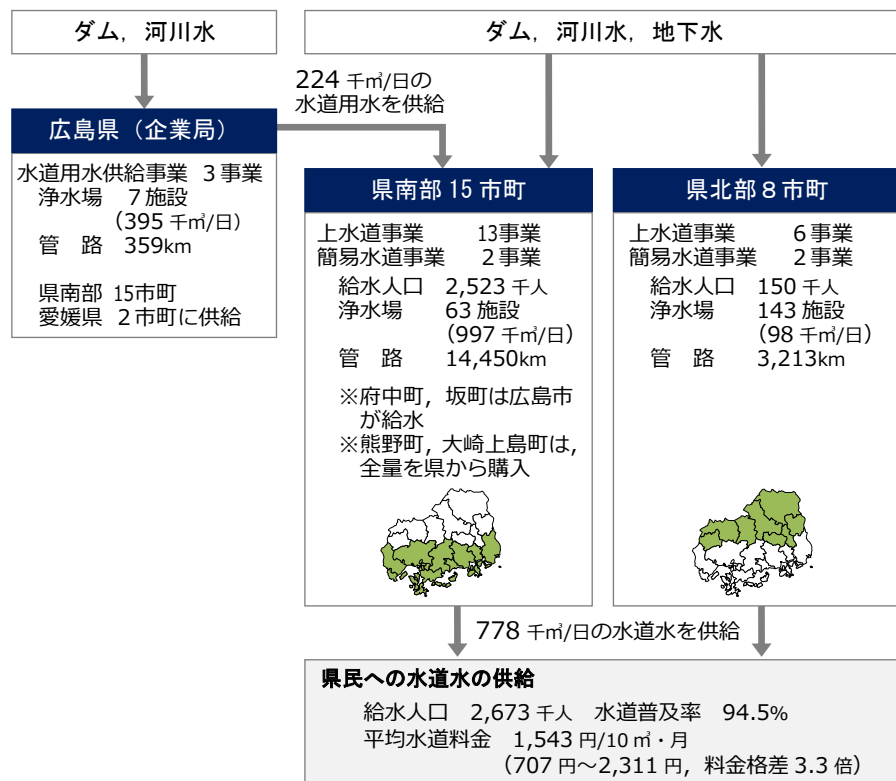 ダム，河川水
ダム，河川水，地下水
224 千㎥/日の
水道用水を供給
広島県（企業局）
水道用水供給事業 3事業
浄水場 7施設
（395 千㎥/日）
管 路 359km
県南部 15市町
愛媛県 2市町に供給
県南部 15 市町
上水道事業 13事業
簡易水道事業 2事業
給水人口 2,523 千人
浄水場 63 施設
（997 千㎥/日）
管 路 14,450km
※府中町，坂町は広島市
が給水
※熊野町，大崎上島町は，
全量を県から購入
県北部８市町
上水道事業 6事業
簡易水道事業 2事業
給水人口 150 千人
浄水場 143 施設
（98 千㎥/日）
管 路 3,213km
778 千㎥/日の水道水を供給
県民への水道水の供給
給水人口 2,673 千人 水道普及率 94.5%
平均水道料金 1,543 円/10 ㎥・月
（707 円～2,311 円，料金格差 3.3 倍）